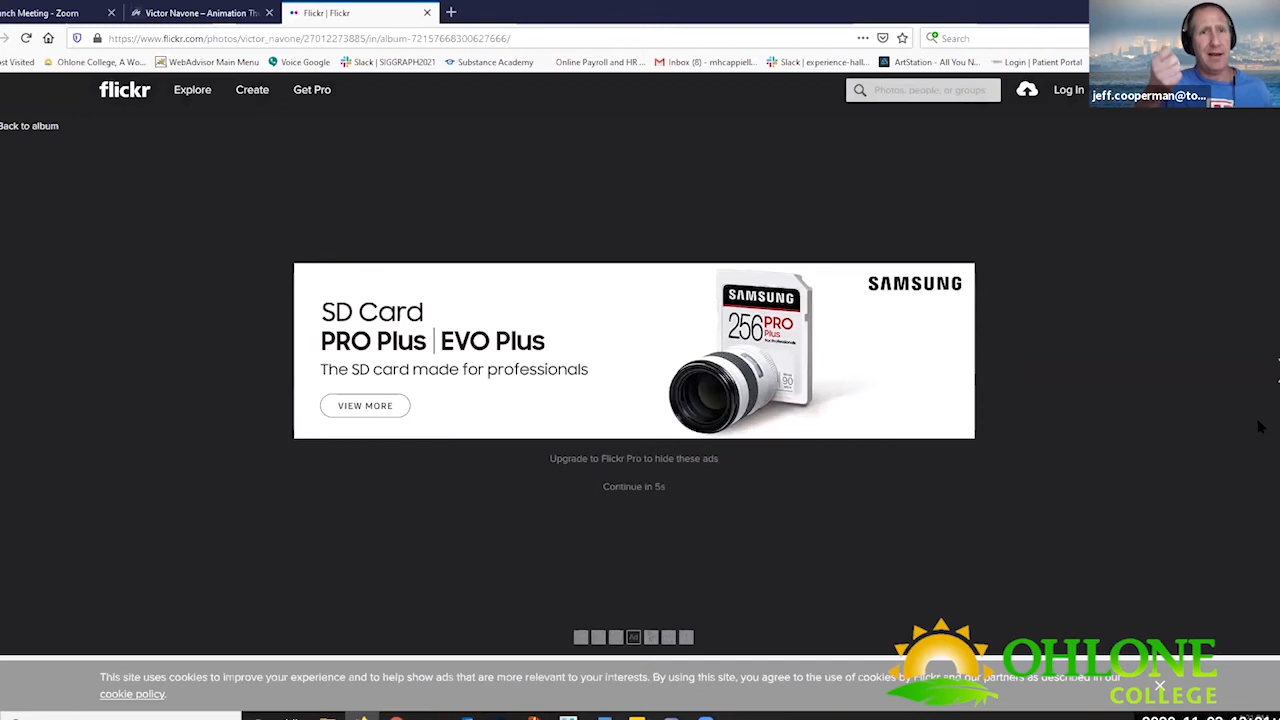 unch Meeting - Zoom
Victor Navone – Animation Th
Flickr | Flickr
https://www.flickr.com/photos/victor_navone/27012273885/in/album-72157668300627666/
Search
ost Visited
Ohlone College, A Wo...
WebAdvisor Main Menu
Voice Google
Slack | SIGGRAPH2021
Substance Academy
Online Payroll and HR ...
Inbox (8) - mhcappiell...
Slack | experience-hall...
ArtStation - All You N...
Login | Patient Portal
jeff.cooperman@to...
flickr
Explore
Create
Get Pro
Photos, people, or groups
Log In
Back to album
SD Card
PRO Plus | EVO Plus
The SD card made for professionals
VIEW MORE
SAMSUNG
256 PRO
Plus
For Professionals
90
SAMSUNG
Upgrade to Flickr Pro to hide these ads
Continue in 5s
Ad
This site uses cookies to improve your experience and to help show ads that are more relevant to your interests. By using this site, you agree to the use of cookies by Flickr and our partners as described in our
cookie policy.
OHLONE
COLLEGE